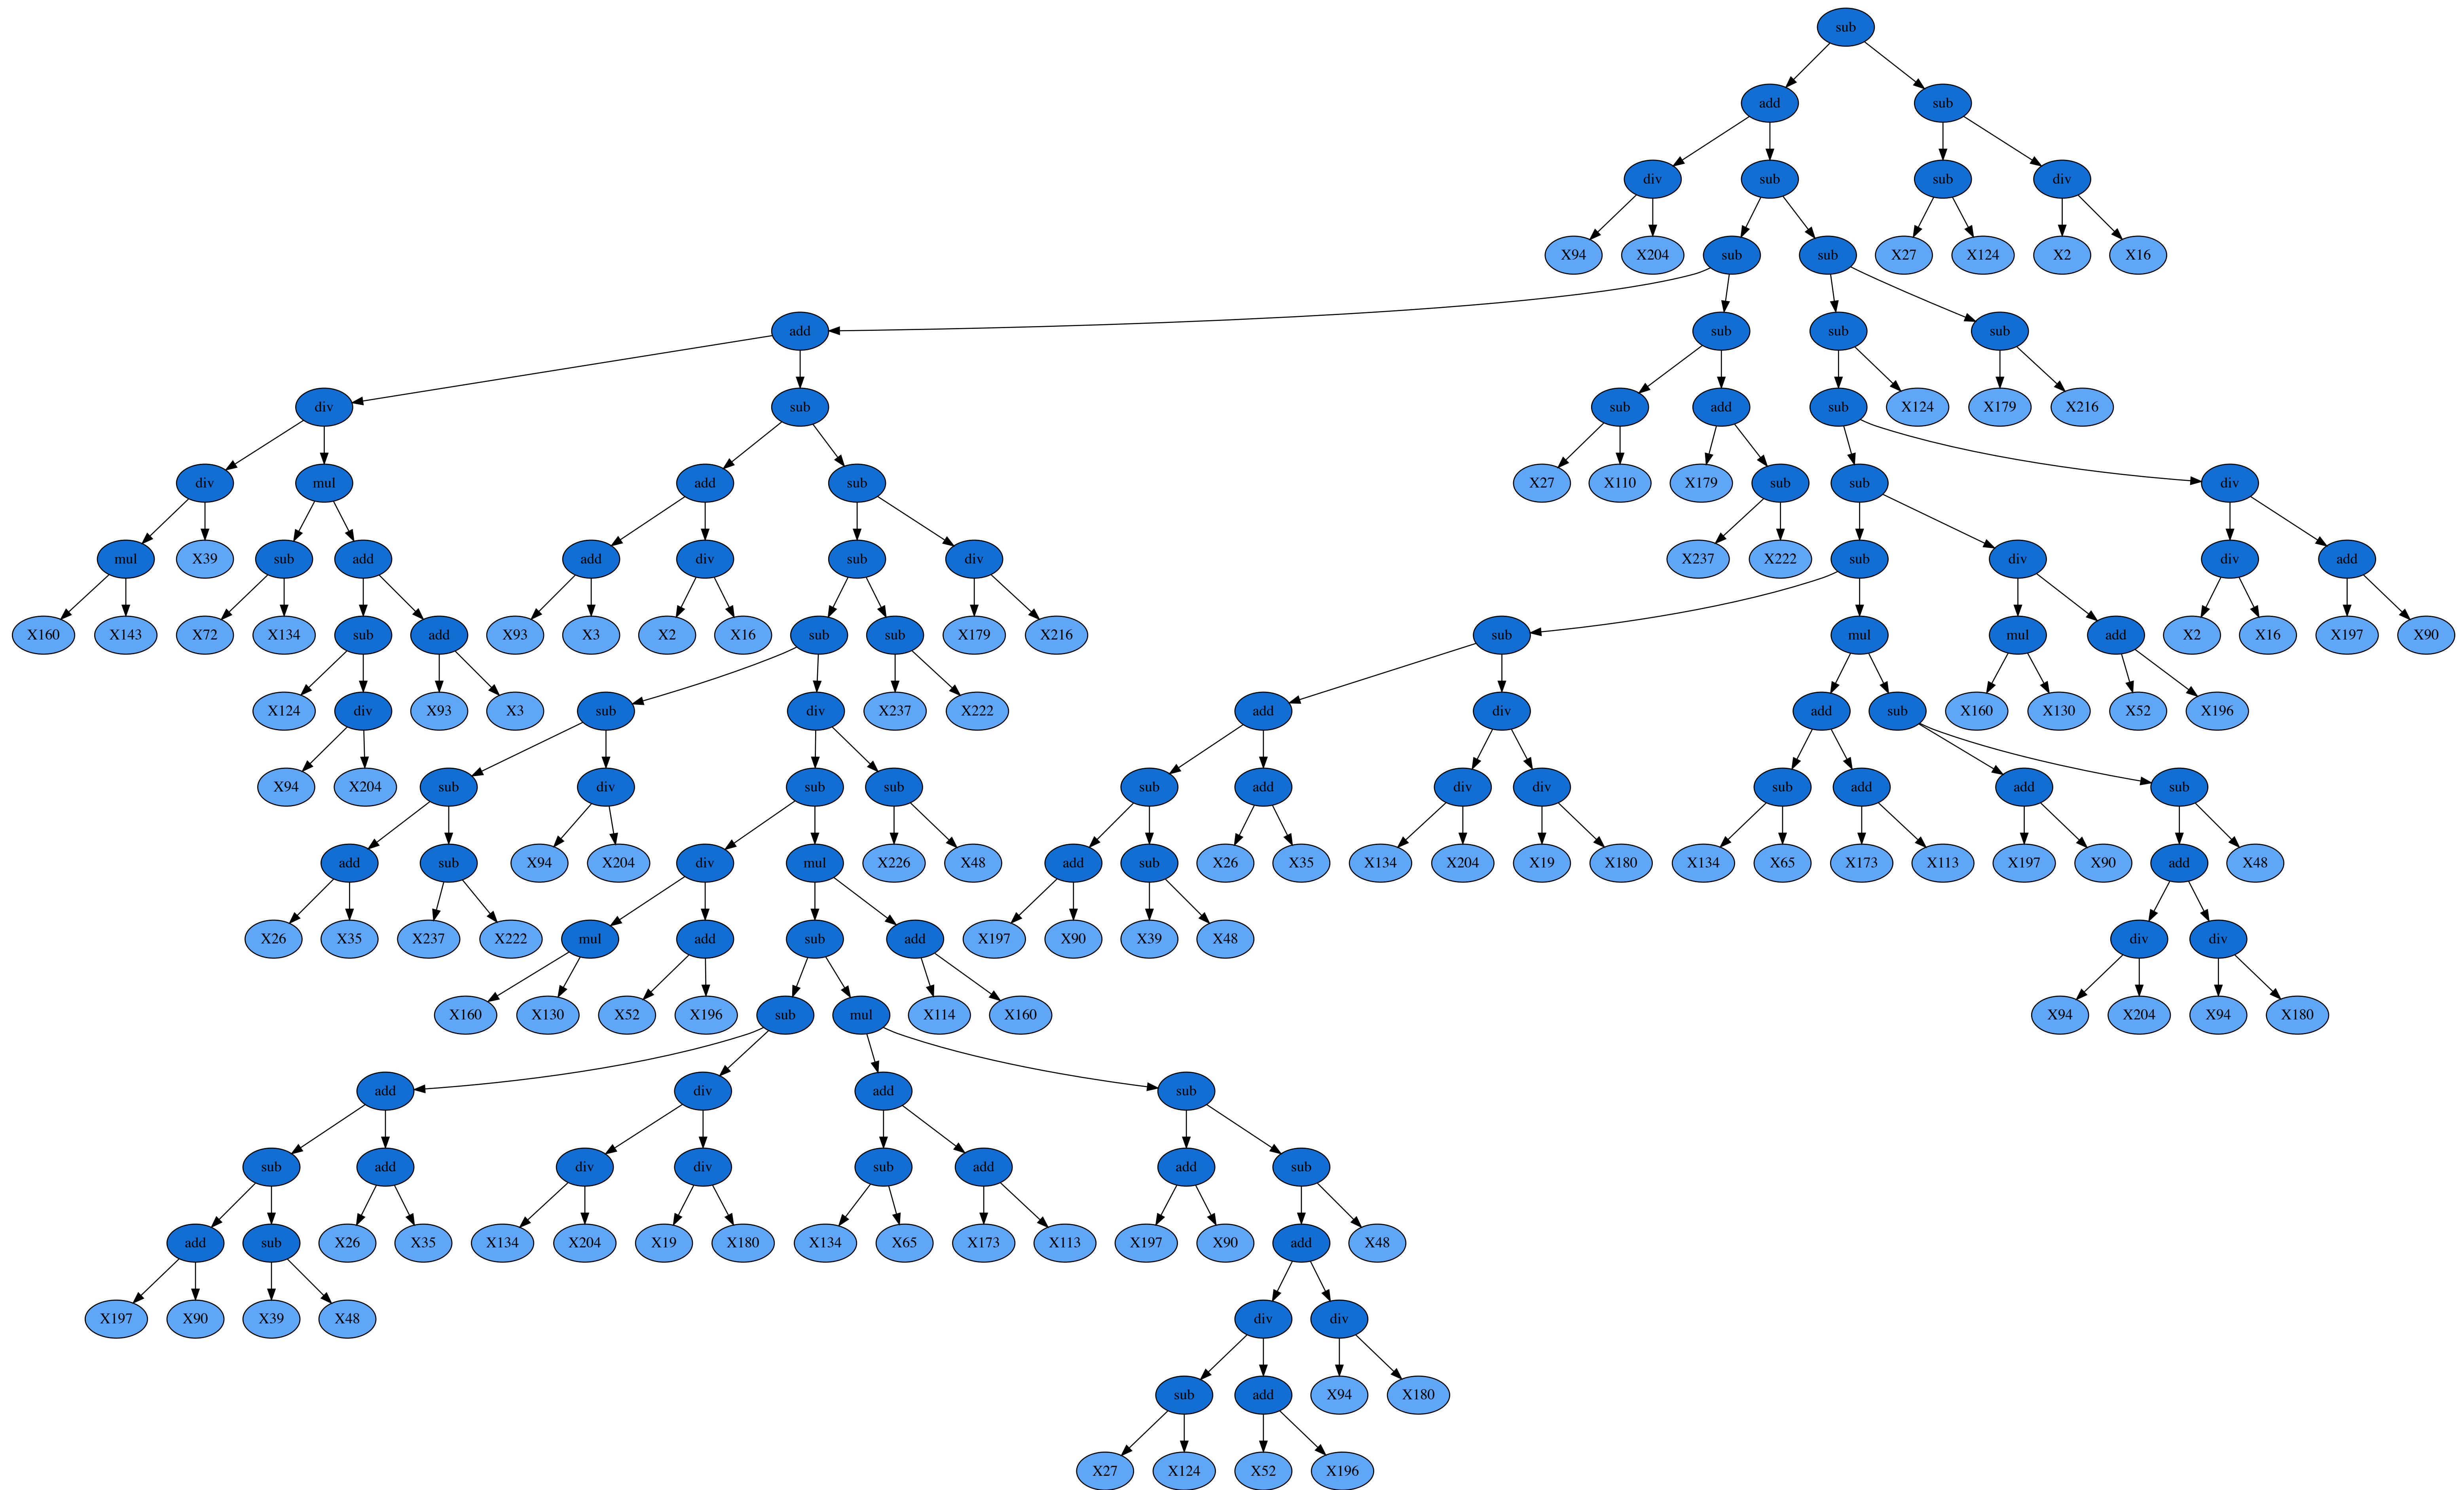 sub
add sub
div sub sub div
X94 X204 sub sub X27 X124 X2 X16
add sub sub sub
div sub sub add sub X124 X179 X216
div mul add sub X27 X110 X179 sub sub div
mul X39 sub add add div sub div X237 X222 sub div div add
X160 X143 X72 X134 sub add X93 X3 X2 X16 sub sub X179 X216 sub mul mul add X2 X16 X197 X90
X124 div X93 X3 sub div X237 X222 add div add sub X160 X130 X52 X196
X94 X204 sub div sub sub sub add div div sub add add sub
add sub X94 X204 div mul X226 X48 add sub X26 X35 X134 X204 X19 X180 X134 X65 X173 X113 X197 X90 add X48
X26 X35 X237 X222 mul add sub add X197 X90 X39 X48 div div
X160 X130 X52 X196 sub mul X114 X160 X94 X204 X94 X180
add div add sub
sub add div div sub add add sub
add sub X26 X35 X134 X204 X19 X180 X134 X65 X173 X113 X197 X90 add X48
X197 X90 X39 X48 div div
sub add X94 X180
X27 X124 X52 X196